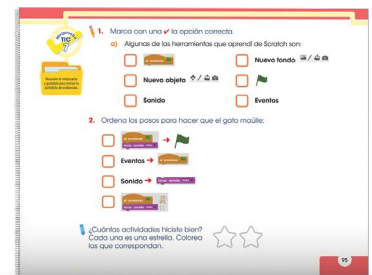 TIC
7
1. Marca con una ✔ la opción correcta.
a) Algunas de las herramientas que aprendí de Scratch son:
Nuevo fondo
Nuevo objeto
Sonido
Eventos
2. Ordena los pasos para hacer que el gato maúlle:
Eventos →
Sonido →
¿Cuántas actividades hiciste bien?
Cada una es una estrella. Colorea
las que correspondan.
95